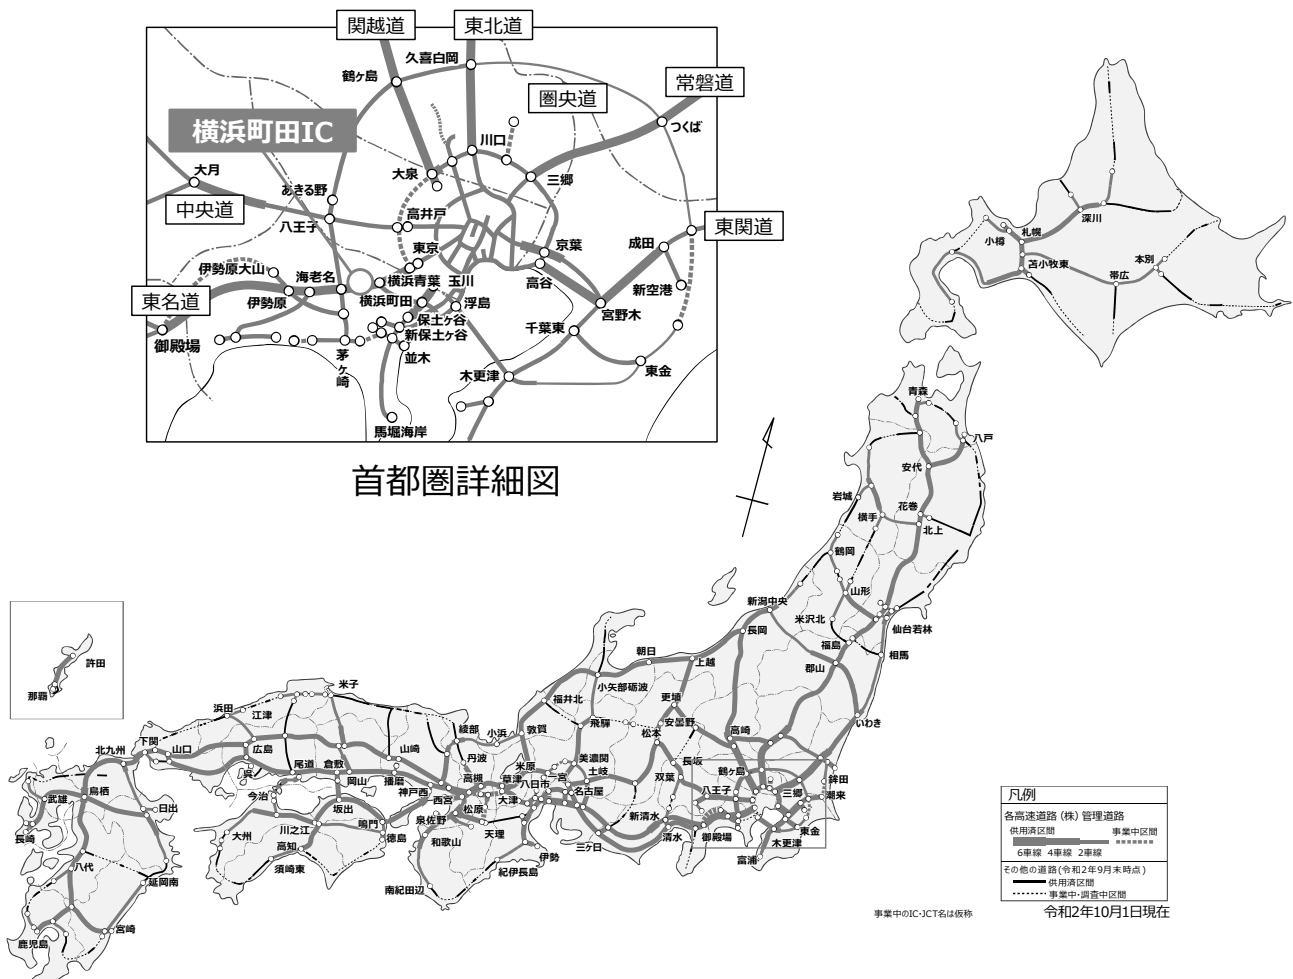 関越道
東北道
久喜白岡
鶴ヶ島
常磐道
圏央道
つくば
横浜町田IC
川口
大月
大泉
三郷
あきる野
中央道
高井戸
八王子
東関道
東京
京葉
成田
伊勢原大山
海老名
横浜青葉
玉川
高谷
新空港
東名道
伊勢原
横浜町田
浮島
宮野木
保土ヶ谷
千葉東
御殿場
新保土ヶ谷
茅ヶ崎
並木
東金
木更津
馬堀海岸
首都圏詳細図
深川
札幌
小樽
苫小牧東
本別
帯広
青森
八戸
安代
岩城
花巻
横手
北上
鶴岡
山形
新潟中央
米沢北
仙台若林
長岡
福島
相馬
朝日
上越
郡山
許田
那覇
米子
小矢部砺波
更埴
福井北
浜田
江津
飛騨
安曇野
いわき
綾部
小浜
敦賀
松本
高崎
下関
山口
北九州
広島
山崎
丹波
美濃関
長坂
尾道
倉敷
米原
土岐
双葉
鶴ヶ島
鉾田
呉
岡山
播磨
高槻
草津
一宮
鳥栖
神戸西
八日市
名古屋
八王子
三郷
潮来
武雄
今治
西宮
大津
日出
坂出
松原
新清水
長崎
大州
川之江
鳴門
泉佐野
天理
清水
御殿場
東金
高知
徳島
和歌山
三ヶ日
木更津
八代
須崎東
伊勢
富浦
延岡南
紀伊長島
南紀田辺
宮崎
鹿児島
凡例
各高速道路(株)管理道路
供用済区間
事業中区間
6車線 4車線 2車線
その他の道路(令和2年9月末時点)
供用済区間
事業中・調査中区間
事業中のIC・JCT名は仮称
令和2年10月1日現在